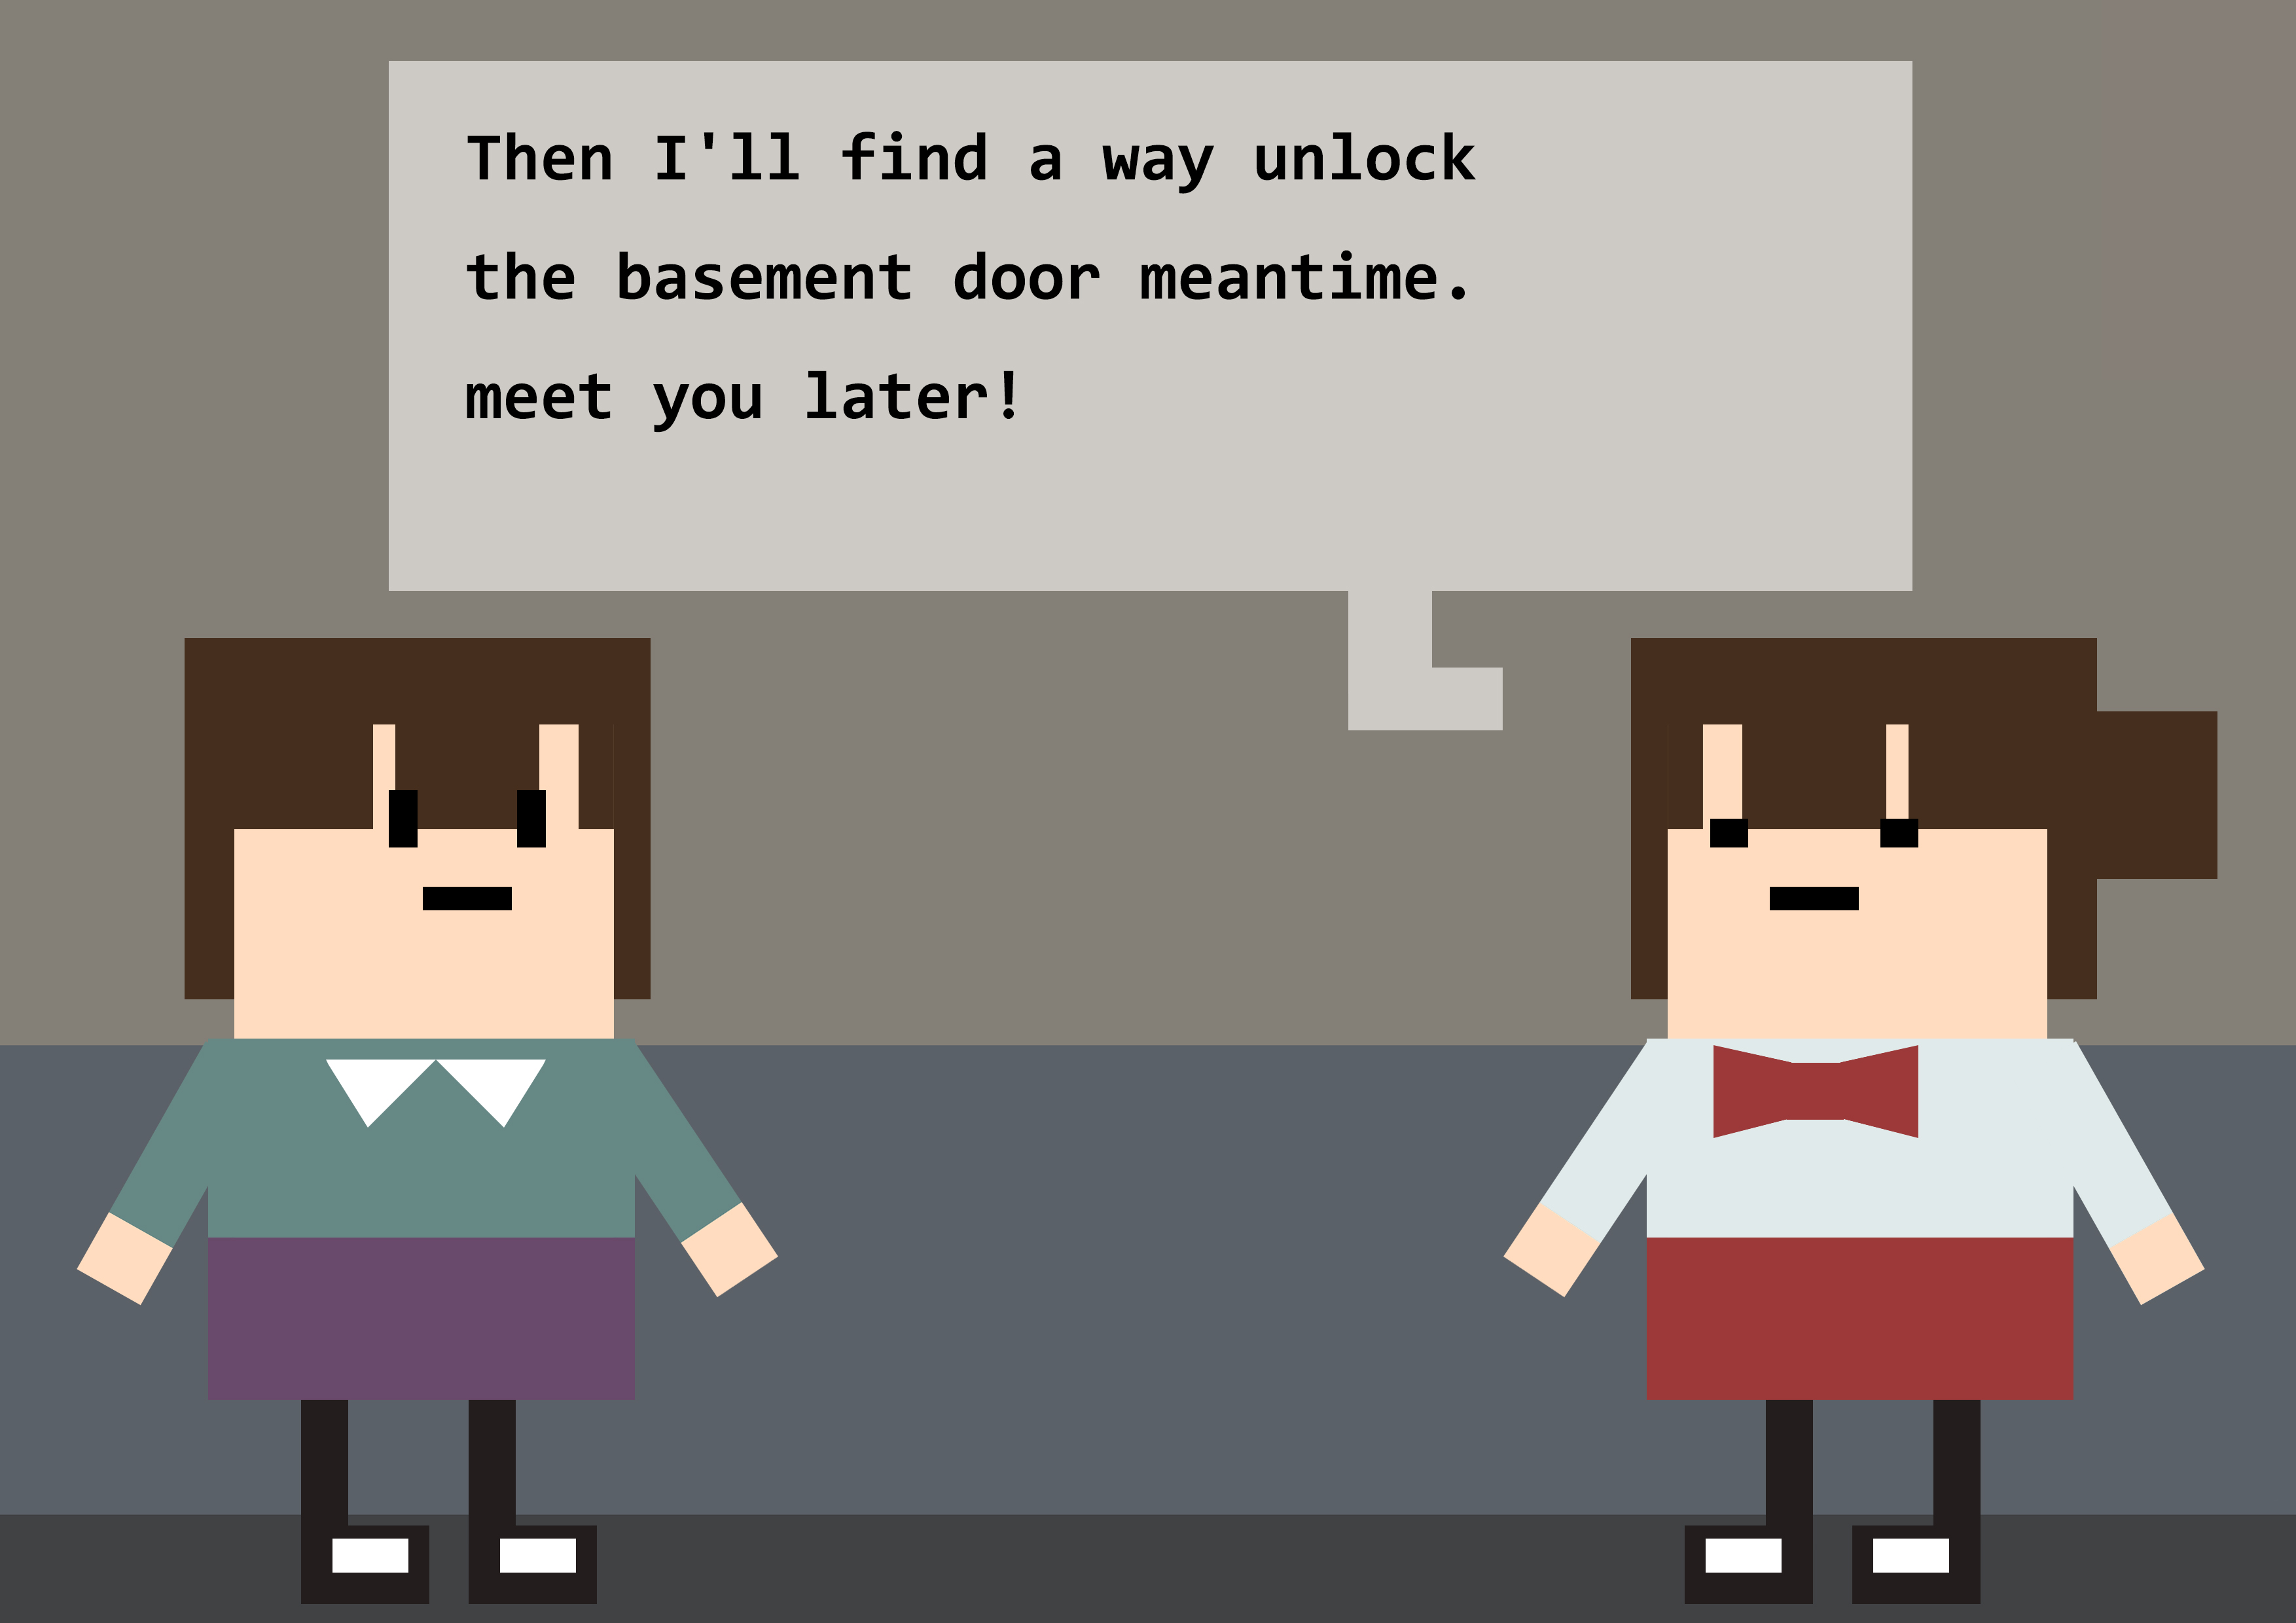 Then I'll find a way unlock
the basement door meantime.
meet you later!